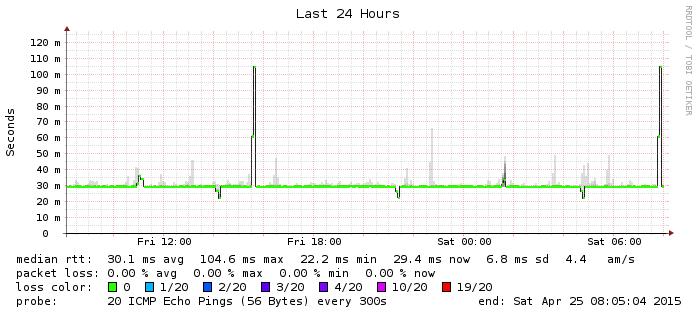 Last 24 Hours
RRDTOOL / TOBI OETIKER
Seconds
120 m
110 m
100 m
90 m
80 m
70 m
60 m
50 m
40 m
30 m
20 m
10 m
0
Fri 12:00 Fri 18:00 Sat 00:00 Sat 06:00
median rtt: 30.1 ms avg 104.6 ms max 22.2 ms min 29.4 ms now 6.8 ms sd 4.4 am/s
packet loss: 0.00 % avg 0.00 % max 0.00 % min 0.00 % now
loss color: 0 1/20 2/20 3/20 4/20 10/20 19/20
probe: 20 ICMP Echo Pings (56 Bytes) every 300s end: Sat Apr 25 08:05:04 2015